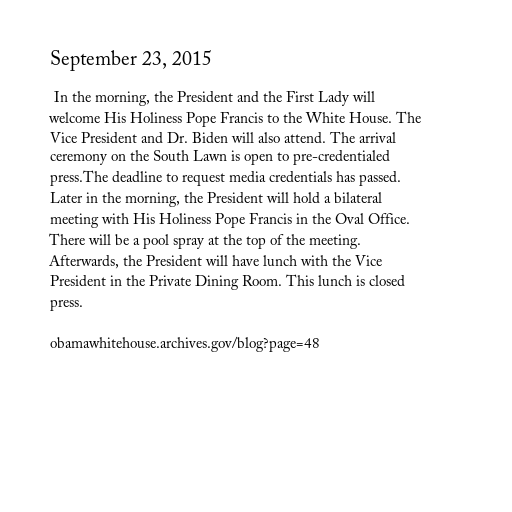 September 23, 2015
In the morning, the President and the First Lady will
welcome His Holiness Pope Francis to the White House. The
Vice President and Dr. Biden will also attend. The arrival
ceremony on the South Lawn is open to pre-credentialed
press.The deadline to request media credentials has passed.
Later in the morning, the President will hold a bilateral
meeting with His Holiness Pope Francis in the Oval Office.
There will be a pool spray at the top of the meeting.
Afterwards, the President will have lunch with the Vice
President in the Private Dining Room. This lunch is closed
press.
obamawhitehouse.archives.gov/blog?page=48